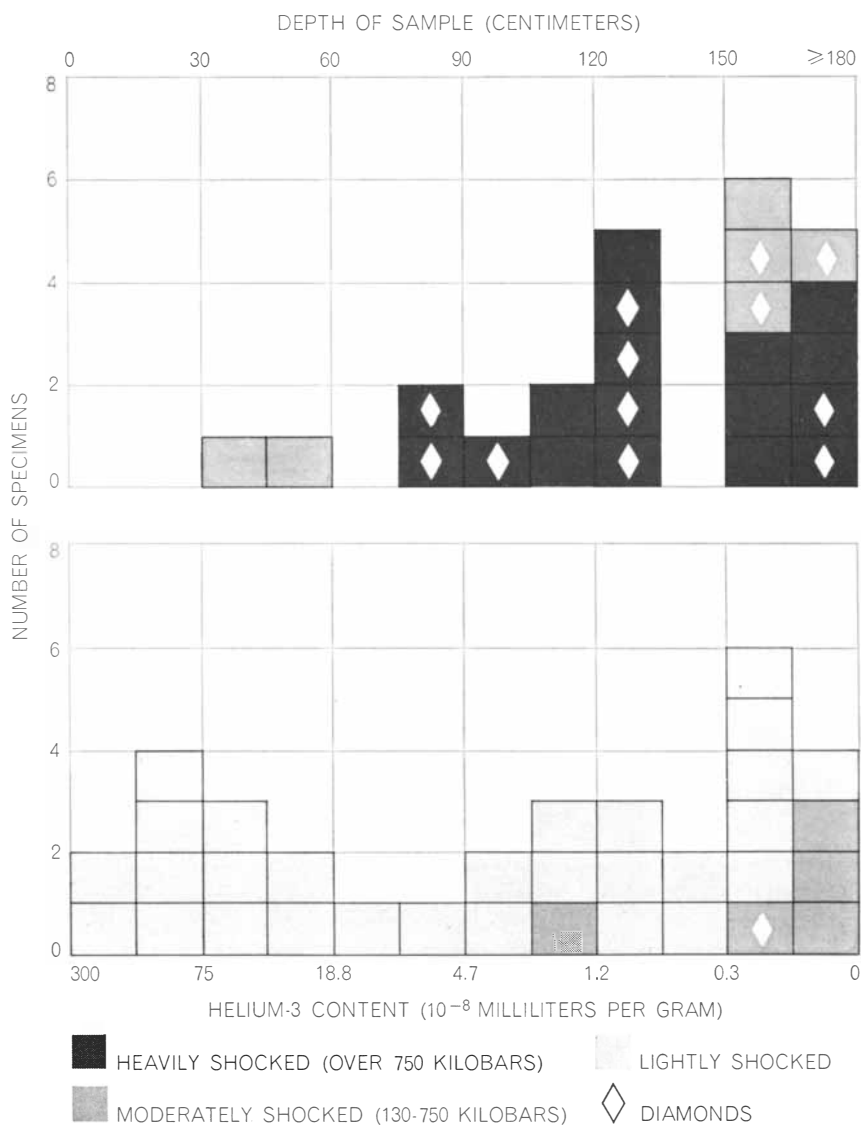 DEPTH OF SAMPLE (CENTIMETERS)
0 30 60 90 120 150 ⩾180
8
6
4
2
0
NUMBER OF SPECIMENS
8
6
4
2
0
300 75 18.8 4.7 1.2 0.3 0
HELIUM-3 CONTENT (10⁻⁸ MILLILITERS PER GRAM)
HEAVILY SHOCKED (OVER 750 KILOBARS) LIGHTLY SHOCKED
MODERATELY SHOCKED (130-750 KILOBARS) DIAMONDS